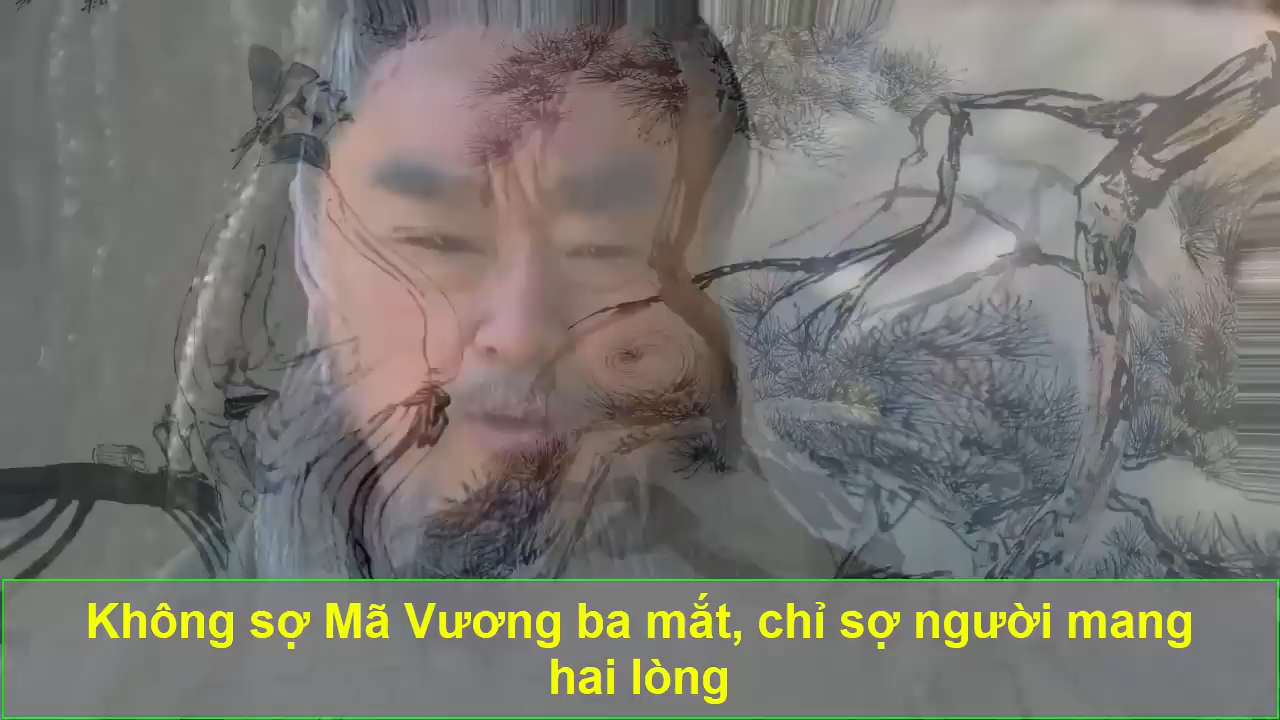 Không sợ Mã Vương ba mắt, chỉ sợ người mang
hai lòng